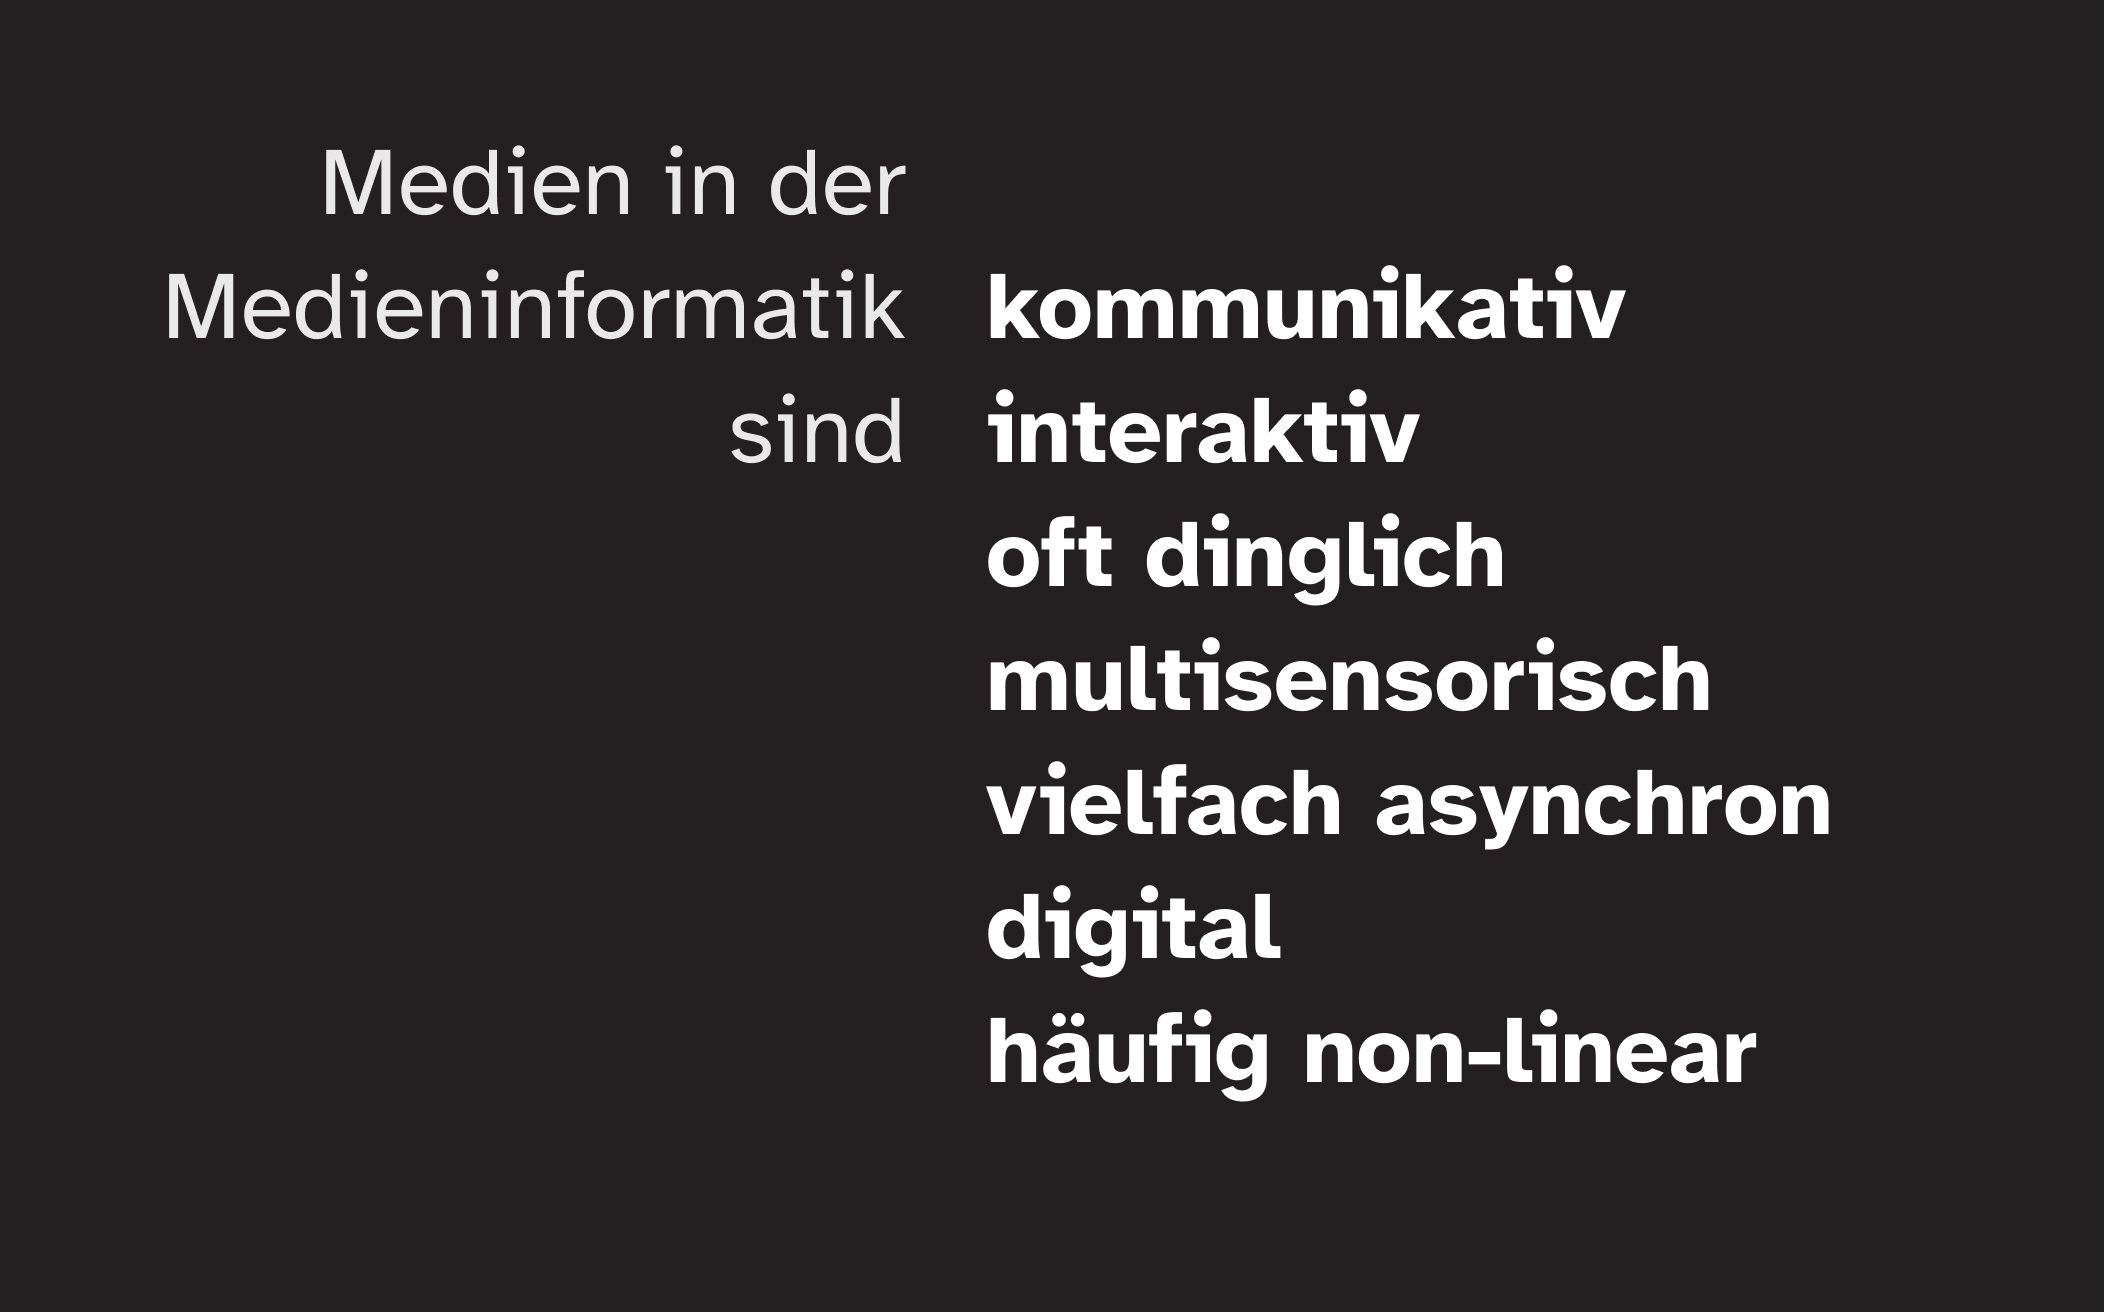 Medien in der
Medieninformatik
sind
kommunikativ
interaktiv
oft dinglich
multisensorisch
vielfach asynchron
digital
häufig non-linear